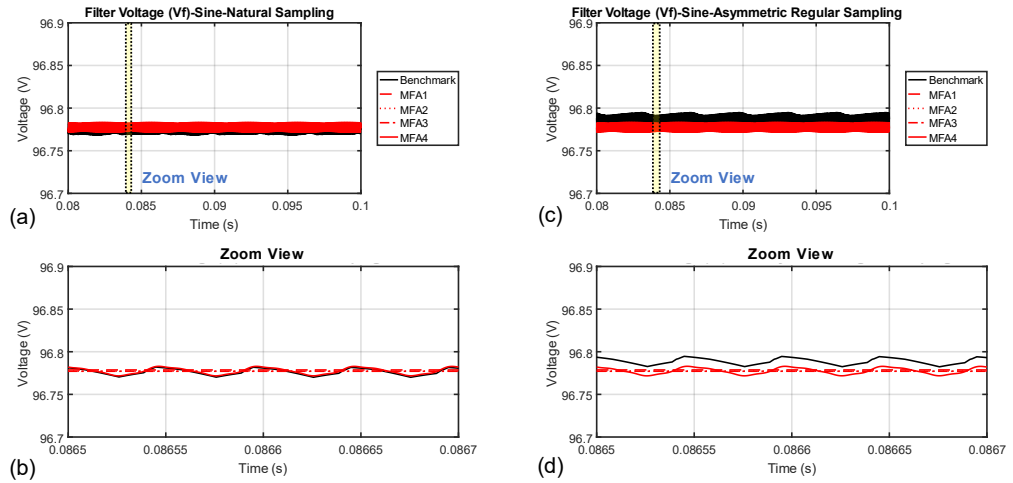 Filter Voltage (Vf)-Sine-Natural Sampling
96.9
96.8
96.75
96.7
Voltage (V)
Zoom View
0.08
0.085
0.09
0.095
0.1
Time (s)
Benchmark
MFA1
MFA2
MFA3
MFA4
(a)
Filter Voltage (Vf)-Sine-Asymmetric Regular Sampling
96.9
96.8
96.75
96.7
Voltage (V)
Zoom View
0.08
0.085
0.09
0.095
0.1
Time (s)
Benchmark
MFA1
MFA2
MFA3
MFA4
(c)
Zoom View
96.9
96.85
96.8
96.75
96.7
Voltage (V)
0.0865
0.08655
0.0866
0.08665
0.0867
Time (s)
(b)
Zoom View
96.9
96.85
96.8
96.75
96.7
Voltage (V)
0.0865
0.08655
0.0866
0.08665
0.0867
Time (s)
(d)